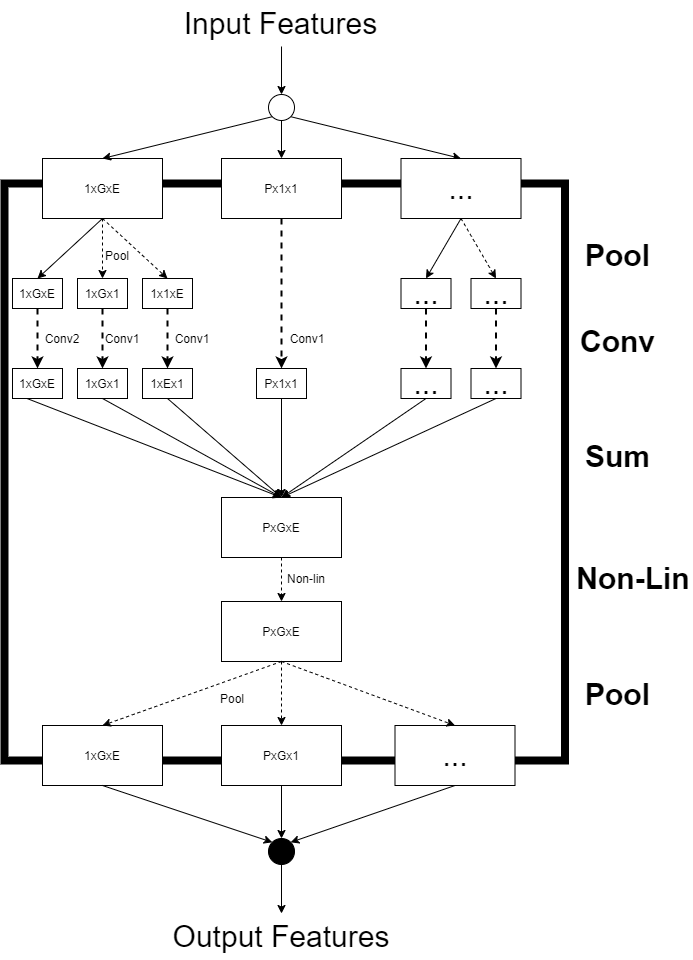 Input Features
1xGxE
Px1x1
...
Pool
Pool
1xGxE
1xGx1
1x1xE
...
...
Conv2
Conv1
Conv1
Conv1
Conv
1xGxE
1xGx1
1xEx1
Px1x1
...
...
Sum
PxGxE
Non-lin
Non-Lin
PxGxE
Pool
Pool
1xGxE
PxGx1
...
Output Features